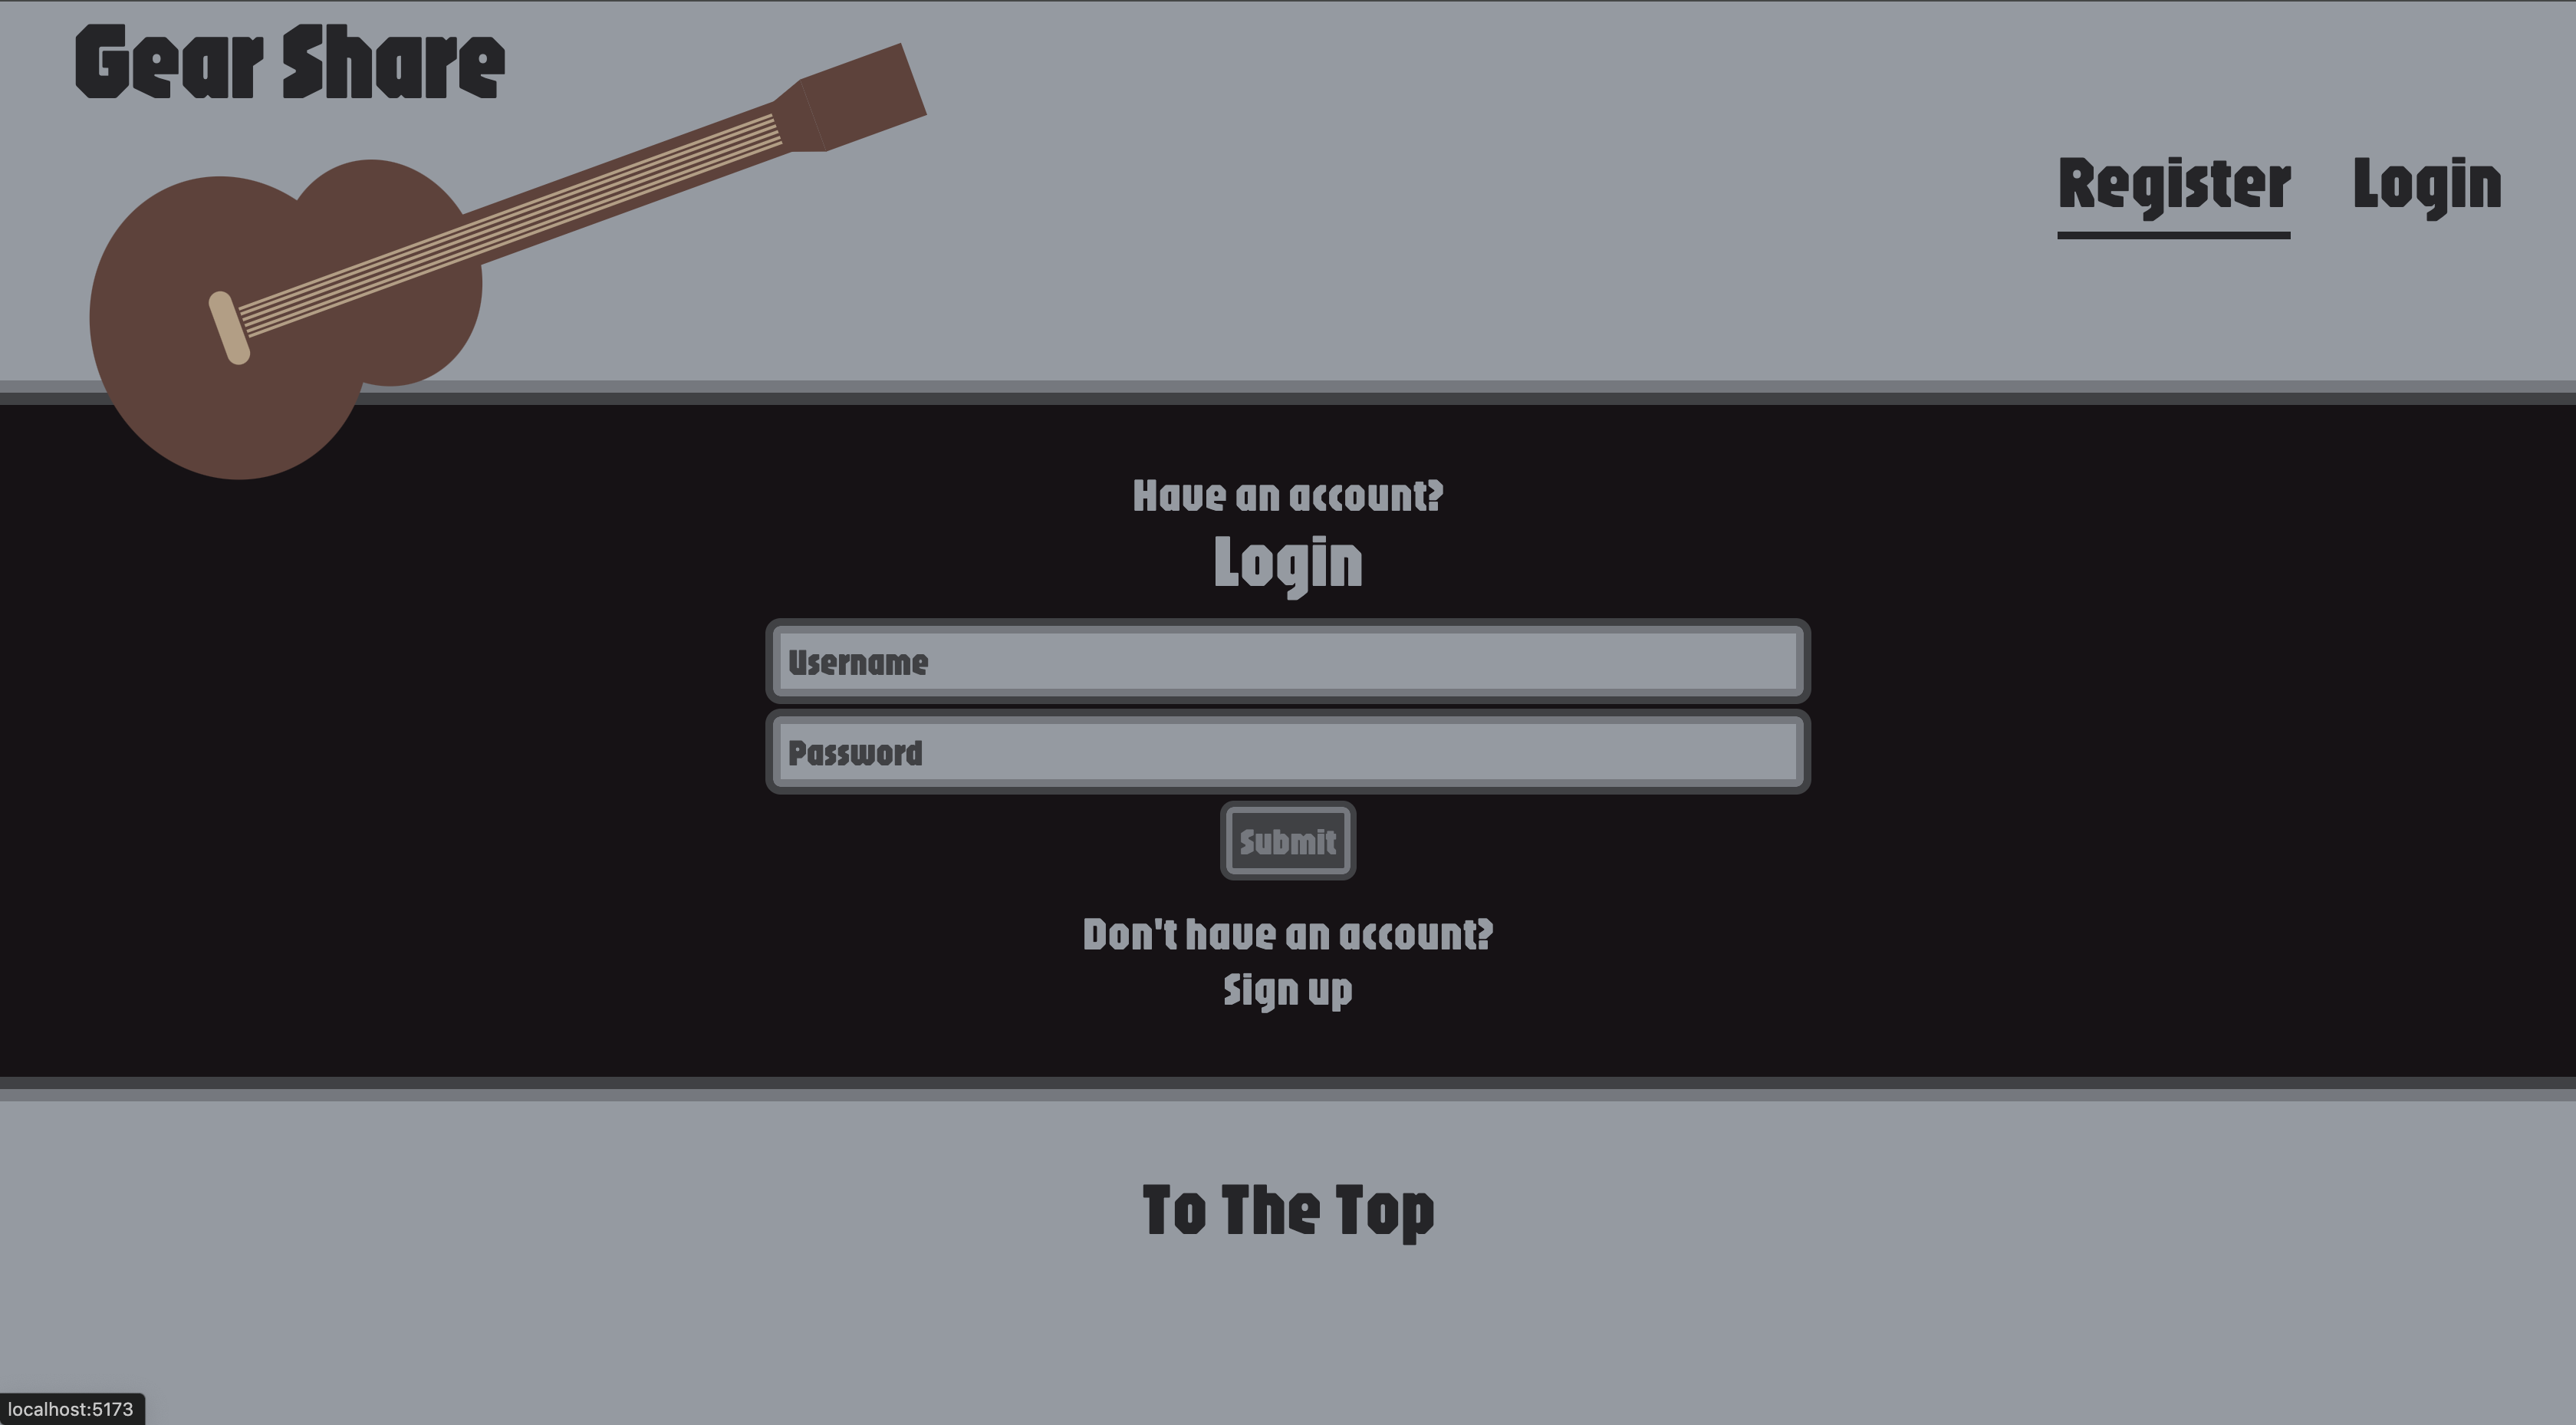 Gear Share
Register Login
Have an account?
Login
Username
Password
Submit
Don't have an account?
Sign up
To The Top
localhost:5173